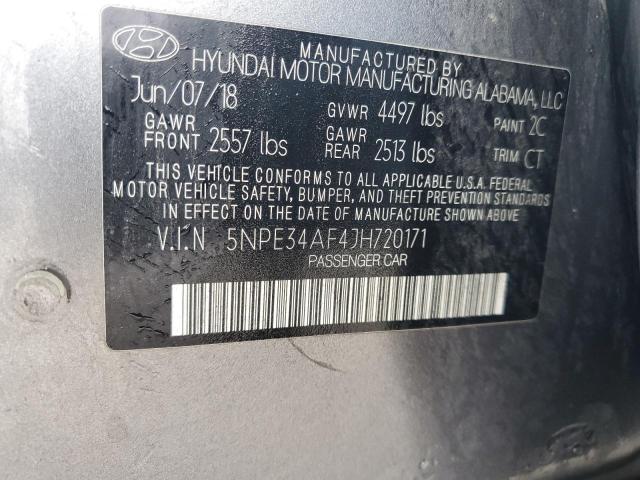 MANUFACTURED BY
HYUNDAI MOTOR MANUFACTURING ALABAMA, LLC
Jun/07/18 GVWR 4497 lbs PAINT 2C
GAWR FRONT 2557 lbs GAWR REAR 2513 lbs TRIM CT
THIS VEHICLE CONFORMS TO ALL APPLICABLE U.S.A. FEDERAL
MOTOR VEHICLE SAFETY, BUMPER, AND THEFT PREVENTION STANDARDS
IN EFFECT ON THE DATE OF MANUFACTURE SHOWN ABOVE
V.I.N 5NPE34AF4JH720171
PASSENGER CAR